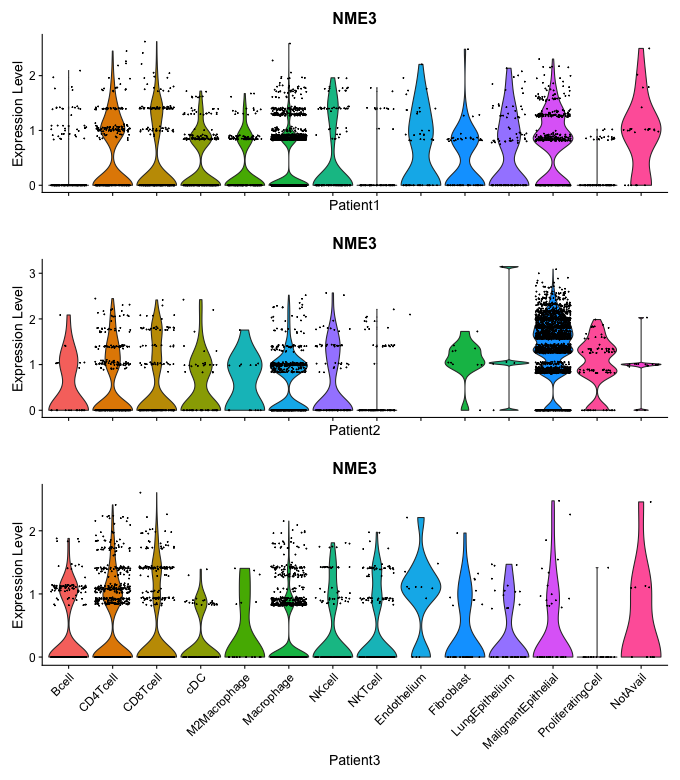 NME3
Expression Level
2
1
0
Patient1
NME3
Expression Level
3
2
1
0
Patient2
NME3
Expression Level
2
1
0
Bcell
CD4Tcell
CD8Tcell
cDC
M2Macrophage
Macrophage
NKcell
NKTcell
Endothelium
Fibroblast
LungEpithelium
MalignantEpithelial
ProliferatingCell
NotAvail
Patient3